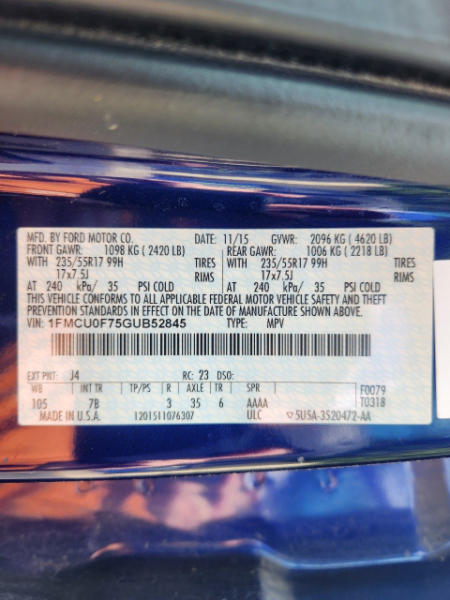 MFD. BY FORD MOTOR CO. DATE: 11/15 GVWR: 2096 KG ( 4620 LB)
FRONT GAWR: 1098 KG ( 2420 LB) REAR GAWR: 1006 KG ( 2218 LB)
WITH 235/55R17 99H TIRES WITH 235/55R17 99H TIRES
17x7.5J RIMS 17x7.5J RIMS
AT 240 kPa/ 35 PSI COLD AT 240 kPa/ 35 PSI COLD
THIS VEHICLE CONFORMS TO ALL APPLICABLE FEDERAL MOTOR VEHICLE SAFETY AND THEFT
PREVENTION STANDARDS IN EFFECT ON THE DATE OF MANUFACTURE SHOWN ABOVE.
VIN: 1FMCU0F75GUB52845 TYPE: MPV
EXT PNT: J4 RC: 23 DSO:
WB INT TR TP/PS R AXLE TR SPR F0079
105 7B 3 35 6 AAAA T0318
MADE IN U.S.A. 1201511076307 ULC 5USA-3520472-AA